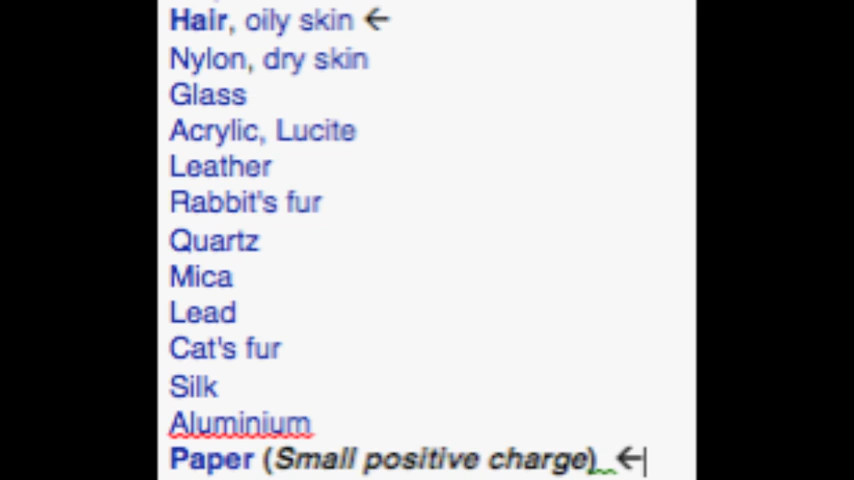 Hair, oily skin ←
Nylon, dry skin
Glass
Acrylic, Lucite
Leather
Rabbit's fur
Quartz
Mica
Lead
Cat's fur
Silk
Aluminium
Paper (Small positive charge) ←